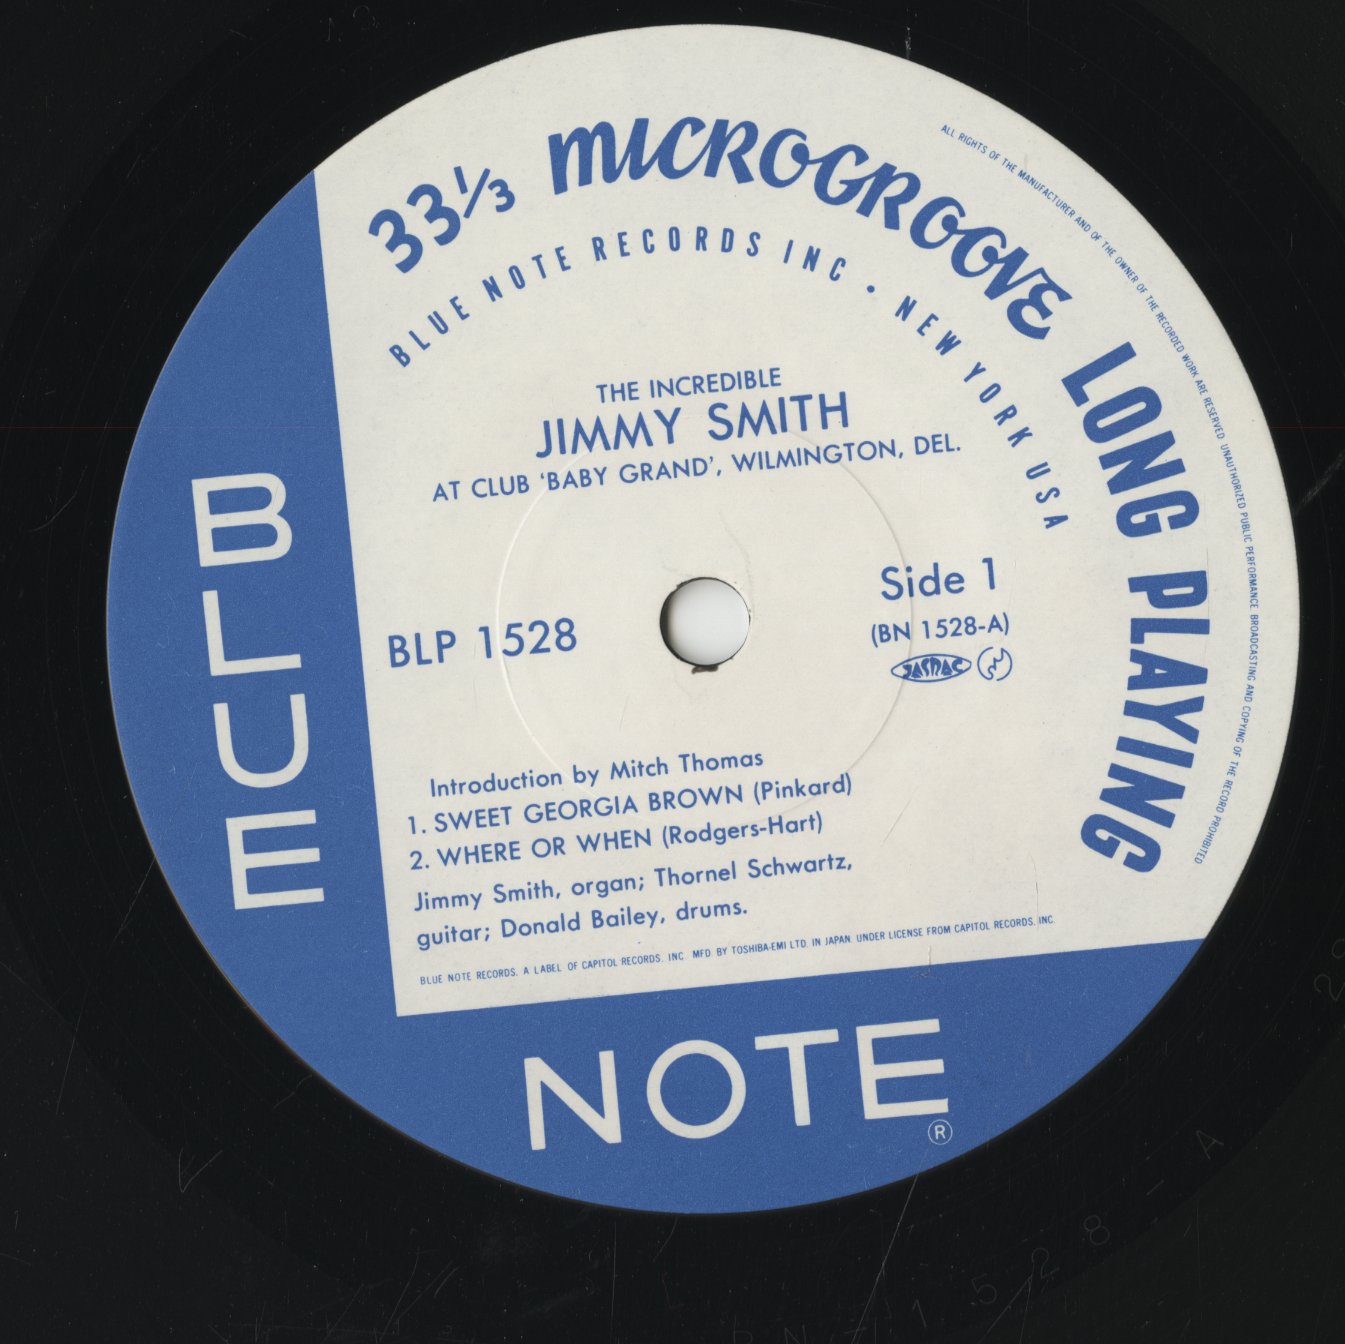 33⅓ MICROGROOVE LONG PLAYING
BLUE NOTE RECORDS INC • NEW YORK USA
ALL RIGHTS OF THE MANUFACTURER AND OF THE OWNER OF THE RECORDED WORK ARE RESERVED. UNAUTHORIZED PUBLIC PERFORMANCE BROADCASTING AND COPYING OF THE RECORD PROHIBITED
THE INCREDIBLE
JIMMY SMITH
AT CLUB ‘BABY GRAND’, WILMINGTON, DEL.
BLP 1528
Side 1
(BN 1528-A)
JASRAC
Introduction by Mitch Thomas
1. SWEET GEORGIA BROWN (Pinkard)
2. WHERE OR WHEN (Rodgers-Hart)
Jimmy Smith, organ; Thornel Schwartz,
guitar; Donald Bailey, drums.
BLUE NOTE RECORDS. A LABEL OF CAPITOL RECORDS. INC. MFD. BY TOSHIBA-EMI LTD. IN JAPAN. UNDER LICENSE FROM CAPITOL RECORDS. INC.
BLUE
NOTE
®
BN-1528-A